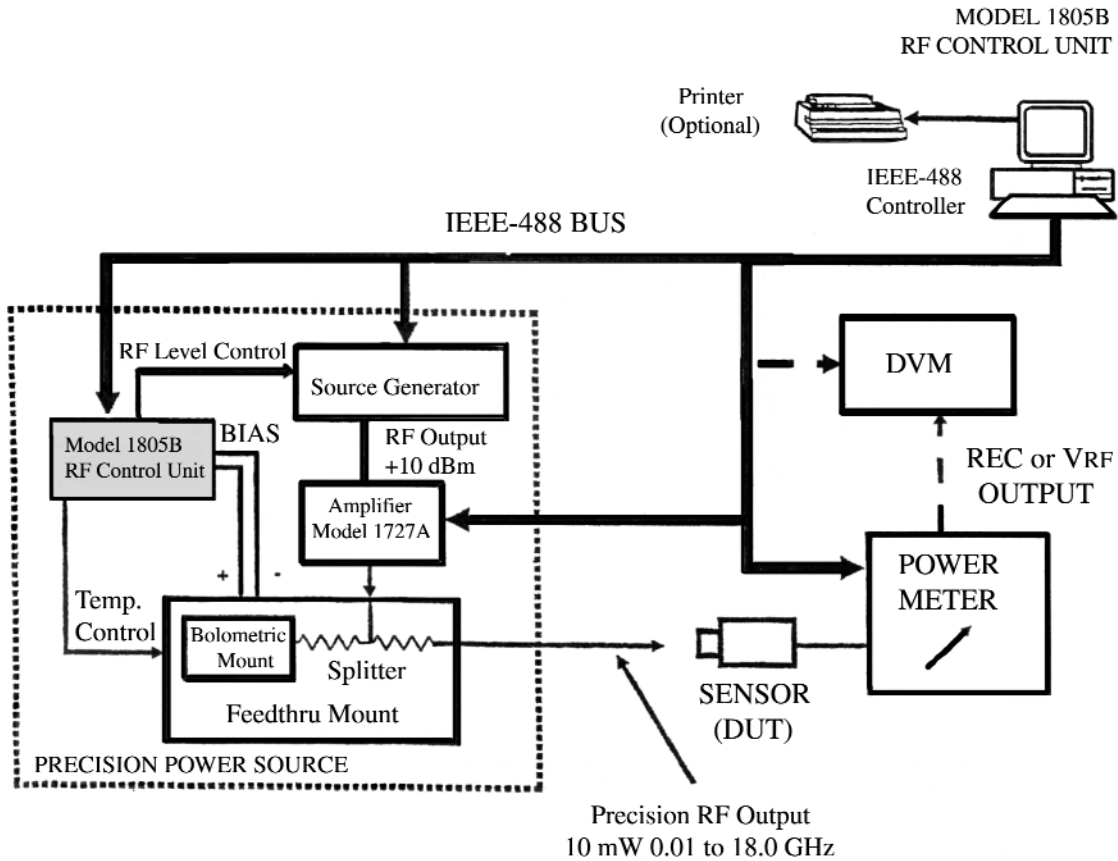 MODEL 1805B
RF CONTROL UNIT
Printer
(Optional)
IEEE-488
Controller
IEEE-488 BUS
RF Level Control
Source Generator
DVM
Model 1805B
RF Control Unit
BIAS
RF Output
+10 dBm
REC or VRF
OUTPUT
Amplifier
Model 1727A
POWER
METER
+ -
Temp.
Control
Bolometric
Mount
Splitter
Feedthru Mount
SENSOR
(DUT)
PRECISION POWER SOURCE
Precision RF Output
10 mW 0.01 to 18.0 GHz